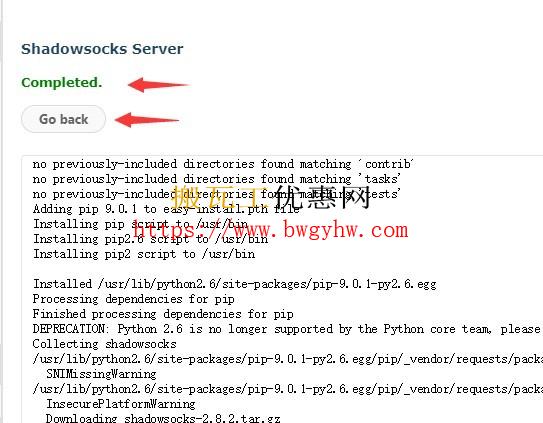 Shadowsocks Server
Completed.
Go back
no previously-included directories found matching 'contrib'
no previously-included directories found matching 'tasks'
no previously-included directories found matching 'tests'
搬瓦工优惠网
Adding pip 9.0.1 to easy-install.pth file
Installing pip script to /usr/bin
https://www.bwgyhw.com
Installing pip2.6 script to /usr/bin
Installing pip2 script to /usr/bin
Installed /usr/lib/python2.6/site-packages/pip-9.0.1-py2.6.egg
Processing dependencies for pip
Finished processing dependencies for pip
DEPRECATION: Python 2.6 is no longer supported by the Python core team, please
Collecting shadowsocks
/usr/lib/python2.6/site-packages/pip-9.0.1-py2.6.egg/pip/_vendor/requests/packa
SNIMissingWarning
/usr/lib/python2.6/site-packages/pip-9.0.1-py2.6.egg/pip/_vendor/requests/packa
InsecurePlatformWarning
Downloading shadowsocks-2.8.2.tar.gz